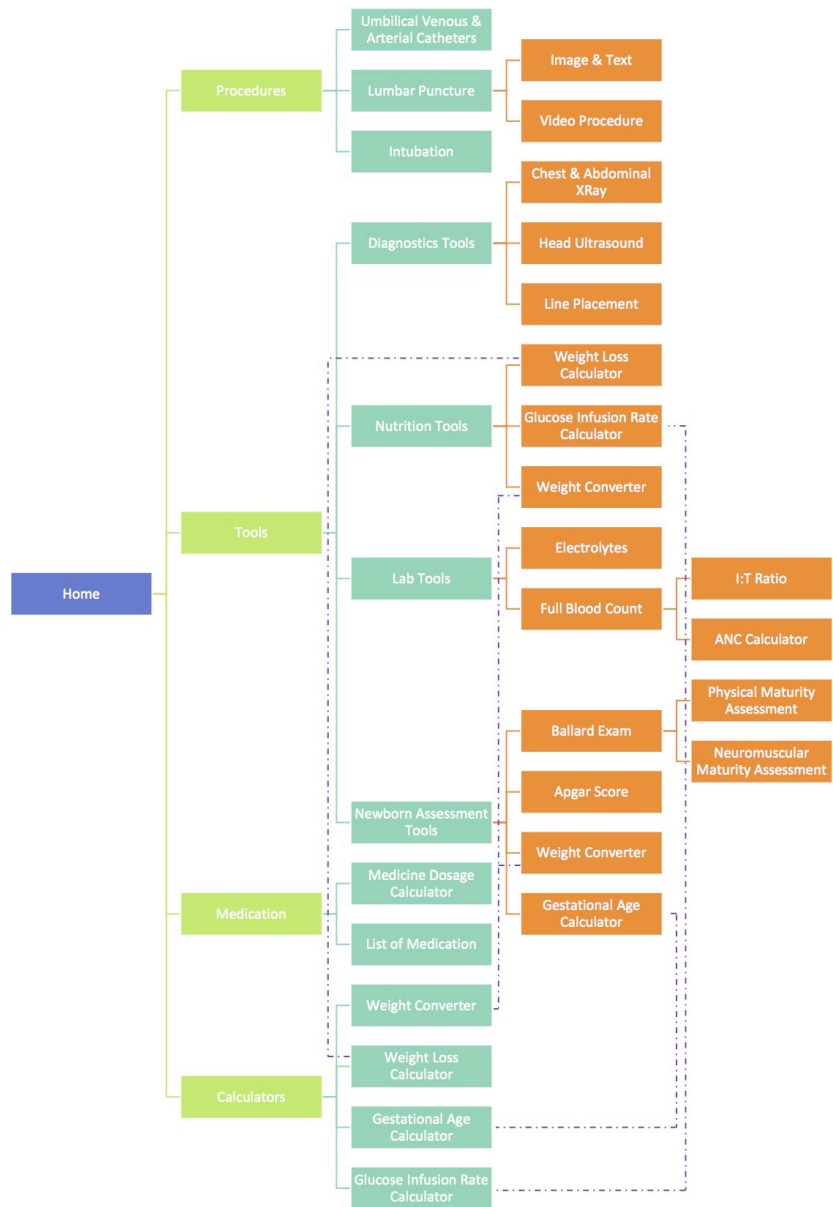 Umbilical Venous &
Arterial Catheters
Image & Text
Procedures
Lumbar Puncture
Video Procedure
Intubation
Chest & Abdominal
XRay
Diagnostics Tools
Head Ultrasound
Line Placement
Weight Loss
Calculator
Nutrition Tools
Glucose Infusion Rate
Calculator
Weight Converter
Tools
Electrolytes
Home
Lab Tools
I:T Ratio
Full Blood Count
ANC Calculator
Physical Maturity
Assessment
Ballard Exam
Neuromuscular
Maturity Assessment
Apgar Score
Newborn Assessment
Tools
Weight Converter
Medicine Dosage
Calculator
Medication
Gestational Age
Calculator
List of Medication
Weight Converter
Weight Loss
Calculator
Calculators
Gestational Age
Calculator
Glucose Infusion Rate
Calculator